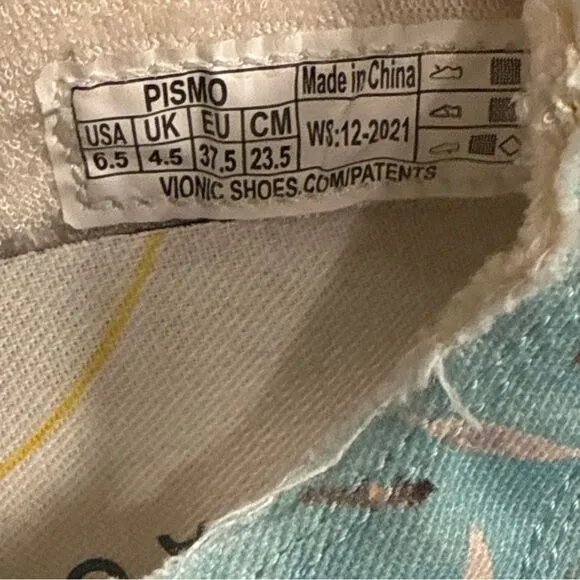 PISMO
Made in China
USA UK EU CM
6.5 4.5 37.5 23.5
WS:12-2021
VIONIC SHOES.COM/PATENTS